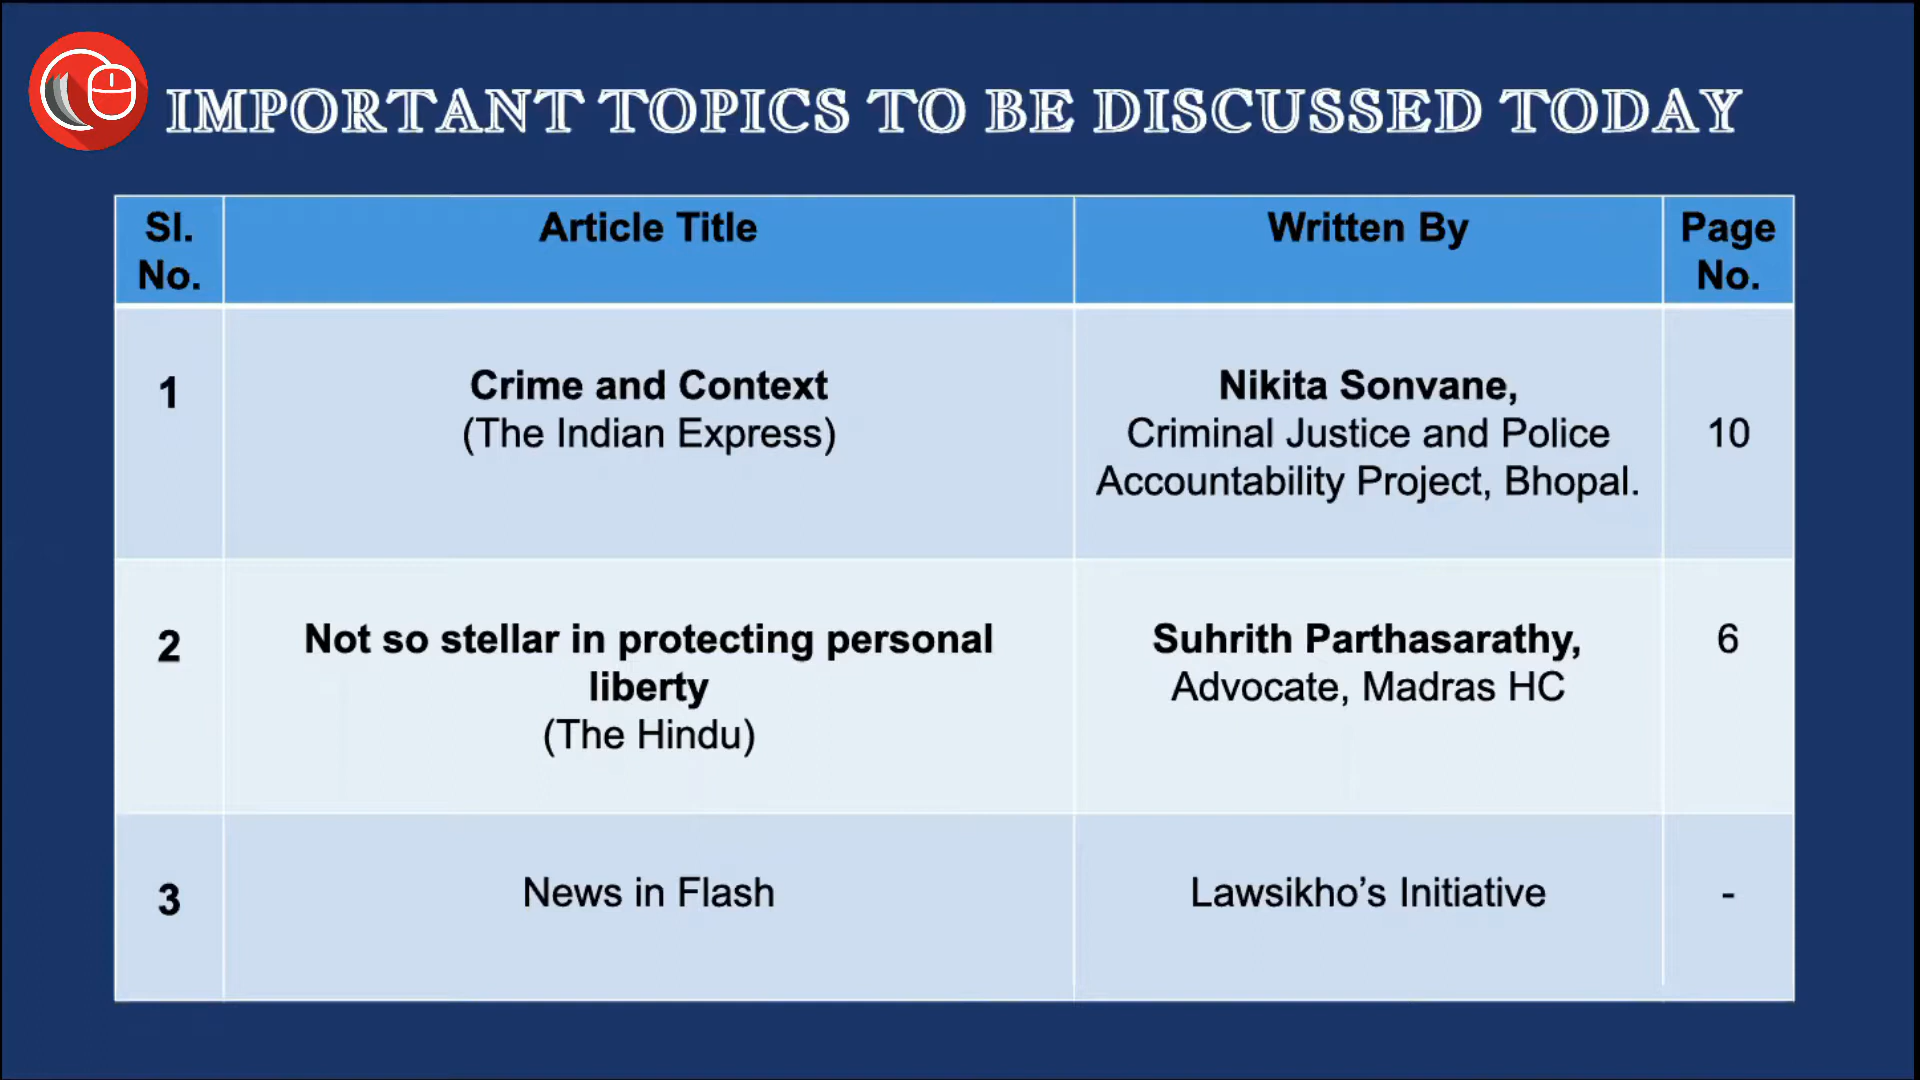 IMPORTANT TOPICS TO BE DISCUSSED TODAY
Sl. No.
Article Title
Written By
Page No.
1
Crime and Context
(The Indian Express)
Nikita Sonvane,
Criminal Justice and Police
Accountability Project, Bhopal.
10
2
Not so stellar in protecting personal
liberty
(The Hindu)
Suhrith Parthasarathy,
Advocate, Madras HC
6
3
News in Flash
Lawsikho’s Initiative
-